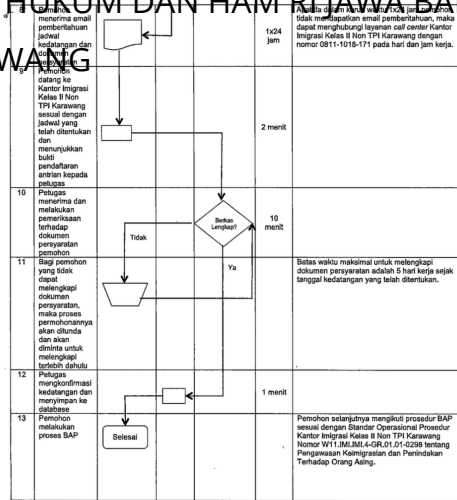 HUKUM DAN HAM RI JAWA BA
WANG
8
Pemohon
menerima email
pemberitahuan
jadwal
kedatangan dan
dokumen
persyaratan
1x24
jam
Apabila dalam kurun waktu 1x24 jam pemohon
tidak mendapatkan email pemberitahuan, maka
dapat menghubungi layanan call center Kantor
Imigrasi Kelas II Non TPI Karawang dengan
nomor 0811-1018-171 pada hari dan jam kerja.
9
Pemohon
datang ke
Kantor Imigrasi
Kelas II Non
TPI Karawang
sesuai dengan
jadwal yang
telah ditentukan
dan
menunjukkan
bukti
pendaftaran
antrian kepada
petugas
2 menit
10
Petugas
menerima dan
melakukan
pemeriksaan
terhadap
dokumen
persyaratan
pemohon
Berkas
Lengkap?
Tidak
Ya
10
menit
11
Bagi pemohon
yang tidak
dapat
melengkapi
dokumen
persyaratan,
maka proses
permohonannya
akan ditunda
dan akan
diminta untuk
melengkapi
terlebih dahulu
Batas waktu maksimal untuk melengkapi
dokumen persyaratan adalah 5 hari kerja sejak
tanggal kedatangan yang telah ditentukan.
12
Petugas
mengkonfirmasi
kedatangan dan
menyimpan ke
database
1 menit
13
Pemohon
melakukan
proses BAP
Selesai
Pemohon selanjutnya mengikuti prosedur BAP
sesuai dengan Standar Operasional Prosedur
Kantor Imigrasi Kelas II Non TPI Karawang
Nomor W11.IMI.IMI.4-GR.01.01-0298 tentang
Pengawasan Keimigrasian dan Penindakan
Terhadap Orang Asing.